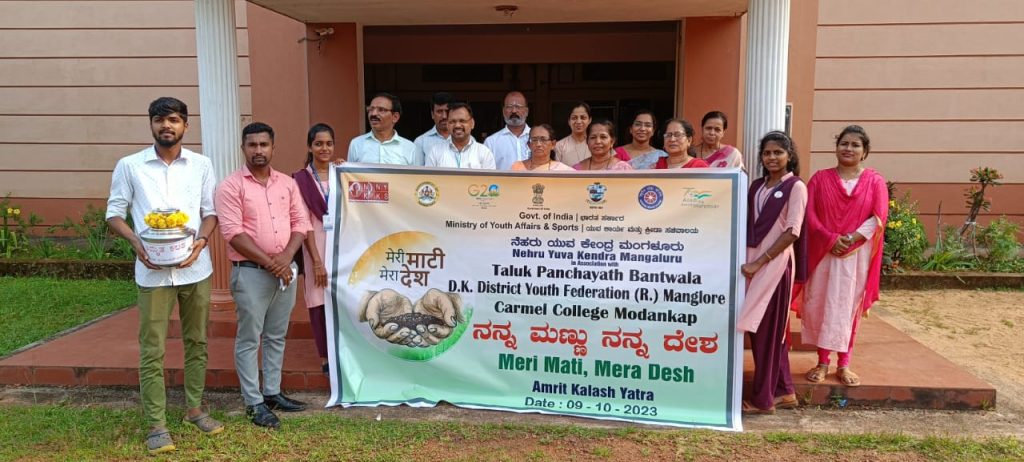 G20
Govt. of India | ಭಾರತ ಸರ್ಕಾರ
Ministry of Youth Affairs & Sports | ಯುವ ಕಾರ್ಯ ಮತ್ತು ಕ್ರೀಡಾ ಸಚಿವಾಲಯ
ನೆಹರು ಯುವ ಕೇಂದ್ರ ಮಂಗಳೂರು
Nehru Yuva Kendra Mangaluru
In Association with
Taluk Panchayath Bantwala
D.K. District Youth Federation (R.) Manglore
Carmel College Modankap
मेरी माटी
मेरा देश
ನನ್ನ ಮಣ್ಣು ನನ್ನ ದೇಶ
Meri Mati, Mera Desh
Amrit Kalash Yatra
Date : 09 - 10 - 2023